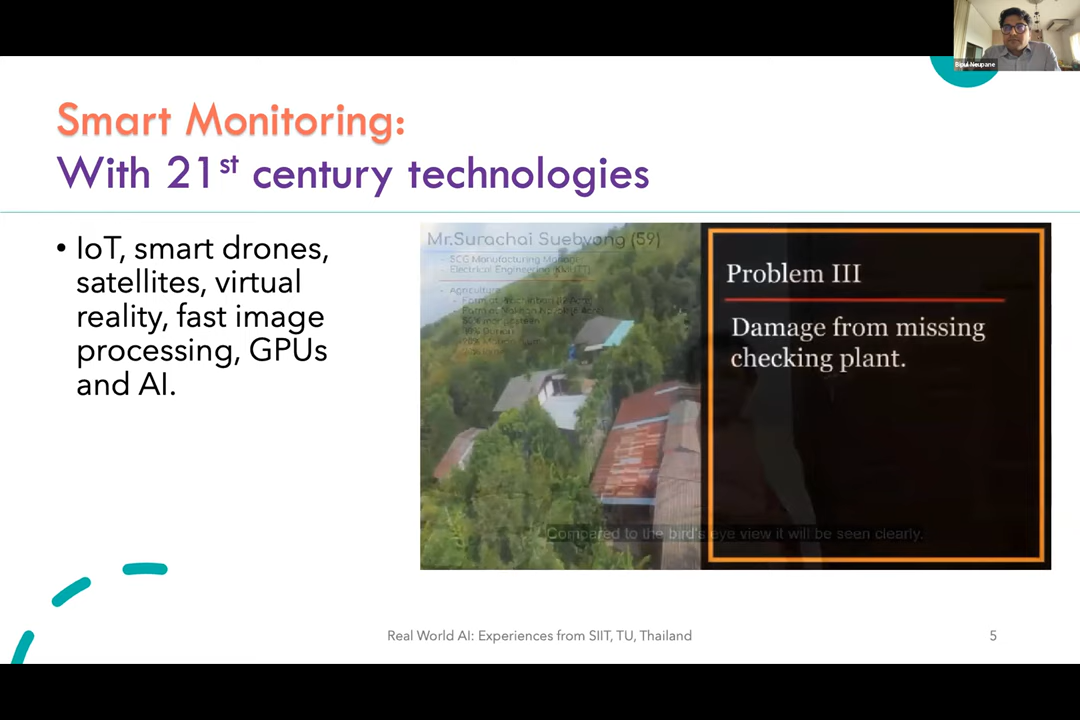 Bipul Neupane
Smart Monitoring:
With 21st century technologies
• IoT, smart drones,
satellites, virtual
reality, fast image
processing, GPUs
and AI.
Mr.Surachai Suebvong (59)
- SCG Manufacturing Manager
- Electrical Engineering (KMUTT)
- Agriculture
Problem III
Damage from missing
checking plant.
Compared to the bird's eye view it will be seen clearly.
Real World AI: Experiences from SIIT, TU, Thailand
5